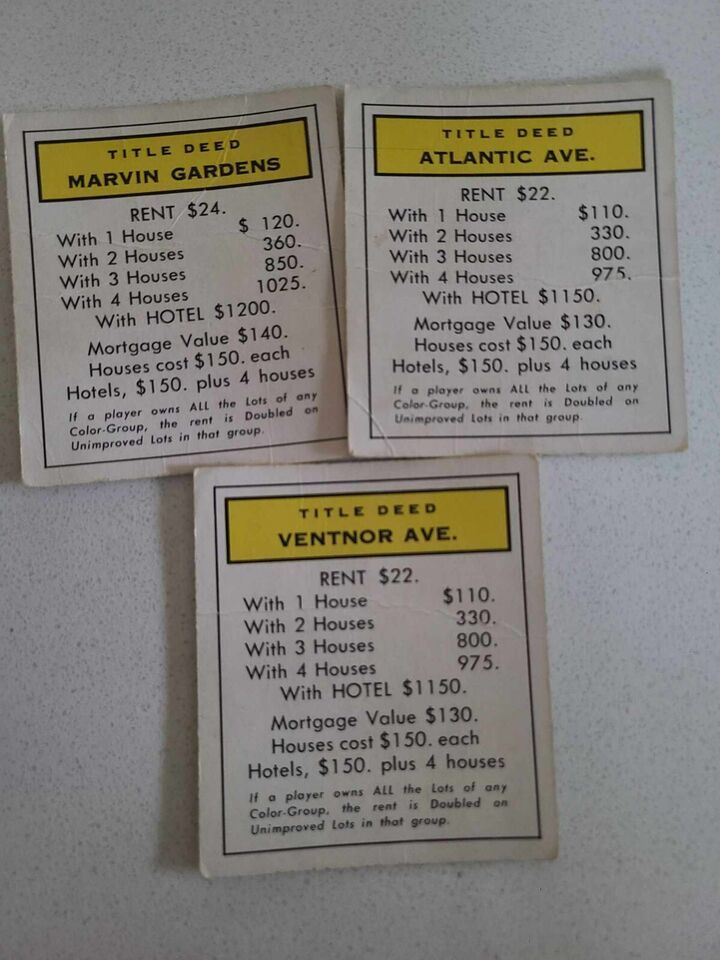 TITLE DEED
MARVIN GARDENS
RENT $24.
With 1 House $ 120.
With 2 Houses 360.
With 3 Houses 850.
With 4 Houses 1025.
With HOTEL $1200.
Mortgage Value $140.
Houses cost $150. each
Hotels, $150. plus 4 houses
If a player owns ALL the Lots of any
Color-Group, the rent is Doubled on
Unimproved Lots in that group.
TITLE DEED
ATLANTIC AVE.
RENT $22.
With 1 House $110.
With 2 Houses 330.
With 3 Houses 800.
With 4 Houses 975.
With HOTEL $1150.
Mortgage Value $130.
Houses cost $150. each
Hotels, $150. plus 4 houses
If a player owns ALL the Lots of any
Color-Group, the rent is Doubled on
Unimproved Lots in that group.
TITLE DEED
VENTNOR AVE.
RENT $22.
With 1 House $110.
With 2 Houses 330.
With 3 Houses 800.
With 4 Houses 975.
With HOTEL $1150.
Mortgage Value $130.
Houses cost $150. each
Hotels, $150. plus 4 houses
If a player owns ALL the Lots of any
Color-Group, the rent is Doubled on
Unimproved Lots in that group.